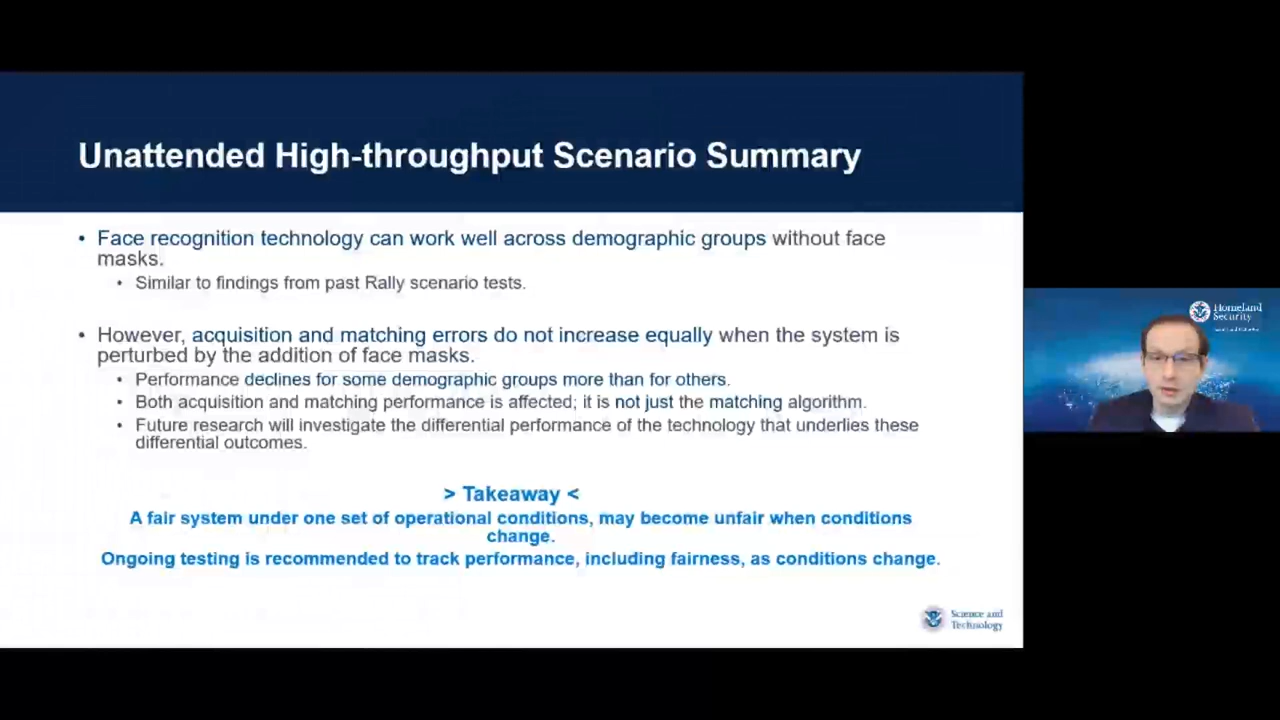 Unattended High-throughput Scenario Summary
• Face recognition technology can work well across demographic groups without face
masks.
• Similar to findings from past Rally scenario tests.
• However, acquisition and matching errors do not increase equally when the system is
perturbed by the addition of face masks.
• Performance declines for some demographic groups more than for others.
• Both acquisition and matching performance is affected; it is not just the matching algorithm.
• Future research will investigate the differential performance of the technology that underlies these
differential outcomes.
> Takeaway <
A fair system under one set of operational conditions, may become unfair when conditions
change.
Ongoing testing is recommended to track performance, including fairness, as conditions change.
Science and
Technology
Homeland
Security